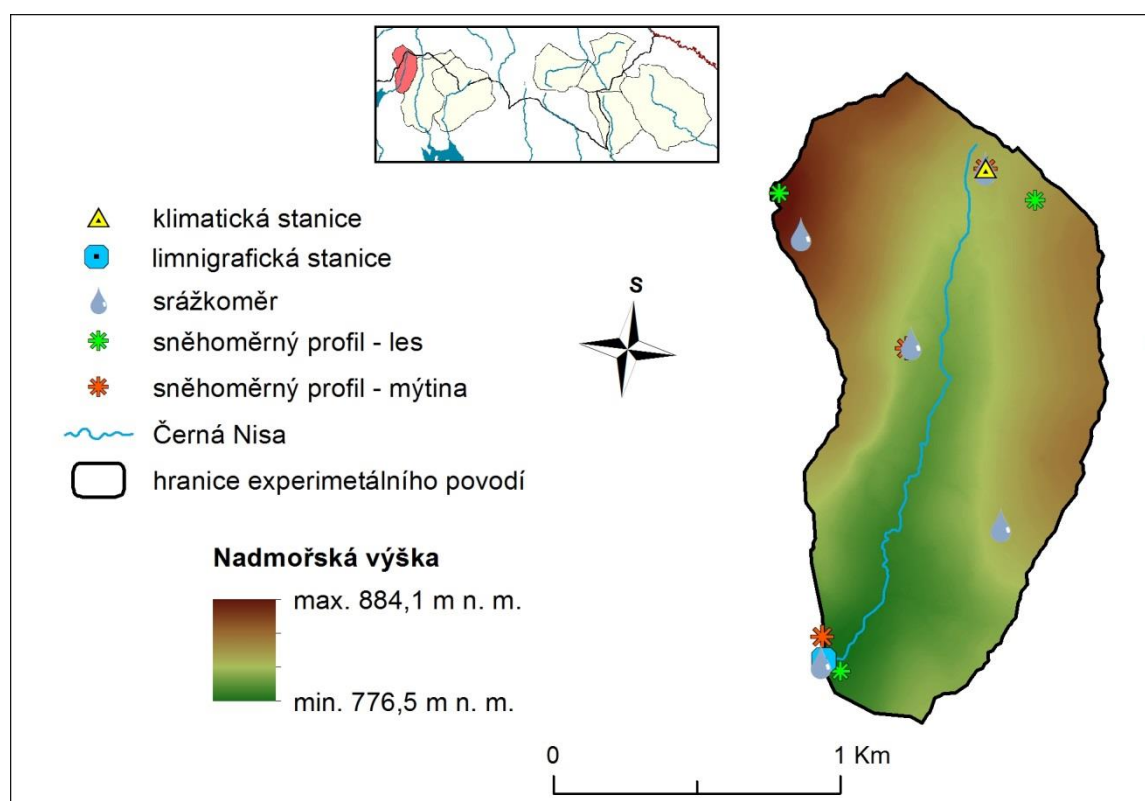 klimatická stanice
limnigrafická stanice
srážkoměr
sněhoměrný profil - les
sněhoměrný profil - mýtina
Černá Nisa
hranice experimetálního povodí
S
Nadmořská výška
max. 884,1 m n. m.
min. 776,5 m n. m.
0 1 Km